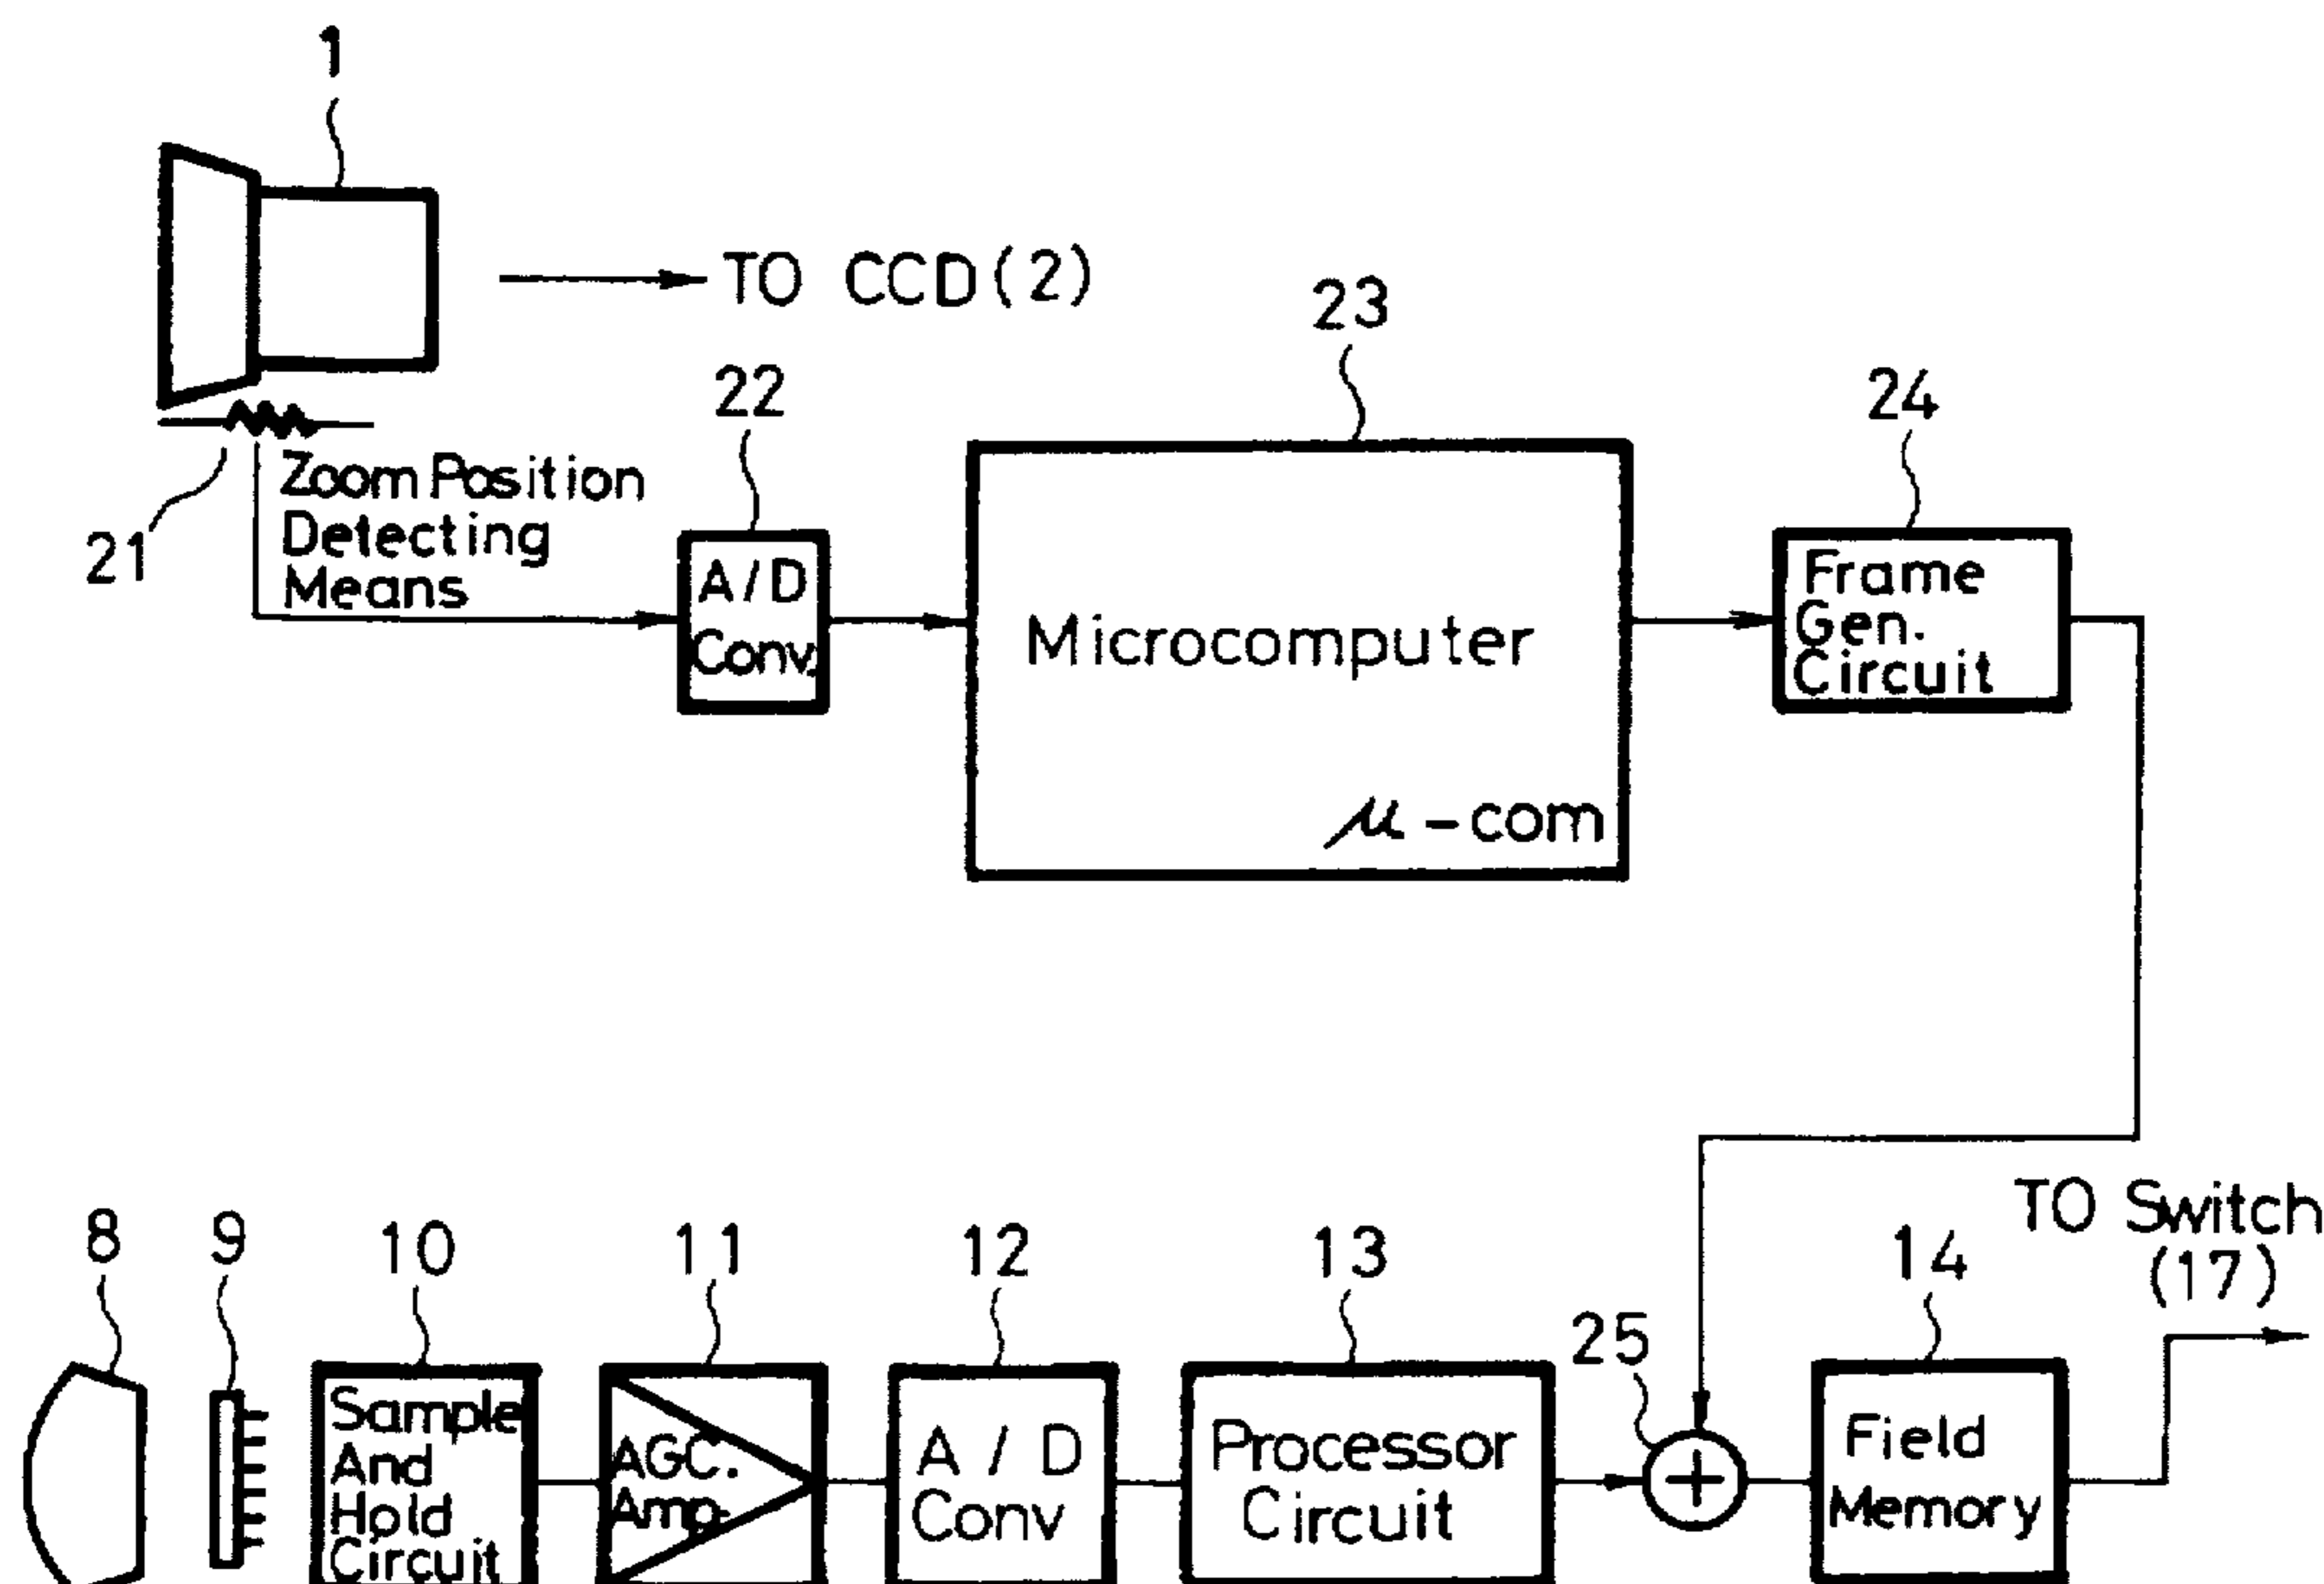 1
TO CCD(2)
23
22
24
Zoom Position
Detecting
Means
21
A/D
Conv.
Microcomputer
μ-com
Frame
Gen.
Circuit
TO Switch
(17)
8
9
10
11
12
13
25
14
Sample
And
Hold
Circuit
AGC.
Amp.
A / D
Conv
Processor
Circuit
+
Field
Memory